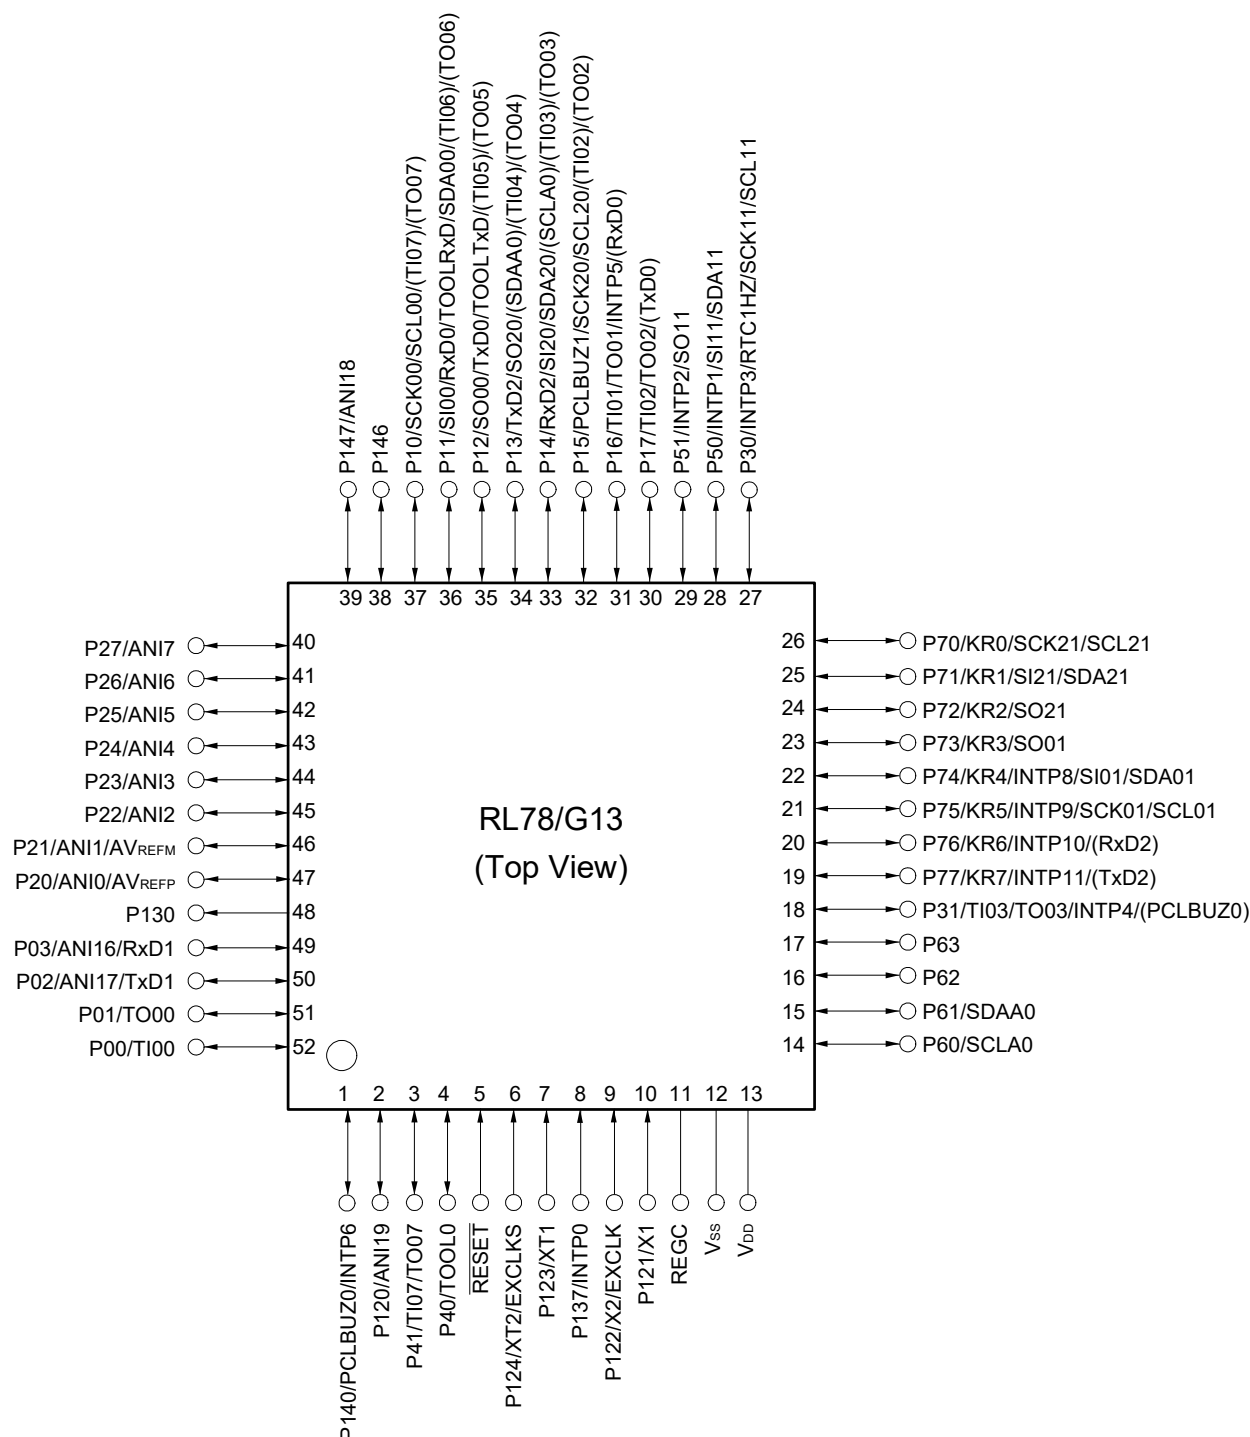 P147/ANI18
P146
P10/SCK00/SCL00/(TI07)/(TO07)
P11/SI00/RxD0/TOOLRxD/SDA00/(TI06)/(TO06)
P12/SO00/TxD0/TOOLTxD/(TI05)/(TO05)
P13/TxD2/SO20/(SDAA0)/(TI04)/(TO04)
P14/RxD2/SI20/SDA20/(SCLA0)/(TI03)/(TO03)
P15/PCLBUZ1/SCK20/SCL20/(TI02)/(TO02)
P16/TI01/TO01/INTP5/(RxD0)
P17/TI02/TO02/(TxD0)
P51/INTP2/SO11
P50/INTP1/SI11/SDA11
P30/INTP3/RTC1HZ/SCK11/SCL11
39 38 37 36 35 34 33 32 31 30 29 28 27
P27/ANI7 40
P26/ANI6 41
P25/ANI5 42
P24/ANI4 43
P23/ANI3 44
P22/ANI2 45
P21/ANI1/AVREFM 46
P20/ANI0/AVREFP 47
P130 48
P03/ANI16/RxD1 49
P02/ANI17/TxD1 50
P01/TO00 51
P00/TI00 52
RL78/G13
(Top View)
26 P70/KR0/SCK21/SCL21
25 P71/KR1/SI21/SDA21
24 P72/KR2/SO21
23 P73/KR3/SO01
22 P74/KR4/INTP8/SI01/SDA01
21 P75/KR5/INTP9/SCK01/SCL01
20 P76/KR6/INTP10/(RxD2)
19 P77/KR7/INTP11/(TxD2)
18 P31/TI03/TO03/INTP4/(PCLBUZ0)
17 P63
16 P62
15 P61/SDAA0
14 P60/SCLA0
1 2 3 4 5 6 7 8 9 10 11 12 13
P140/PCLBUZ0/INTP6
P120/ANI19
P41/TI07/TO07
P40/TOOL0
RESET
P124/XT2/EXCLKS
P123/XT1
P137/INTP0
P122/X2/EXCLK
P121/X1
REGC
VSS
VDD